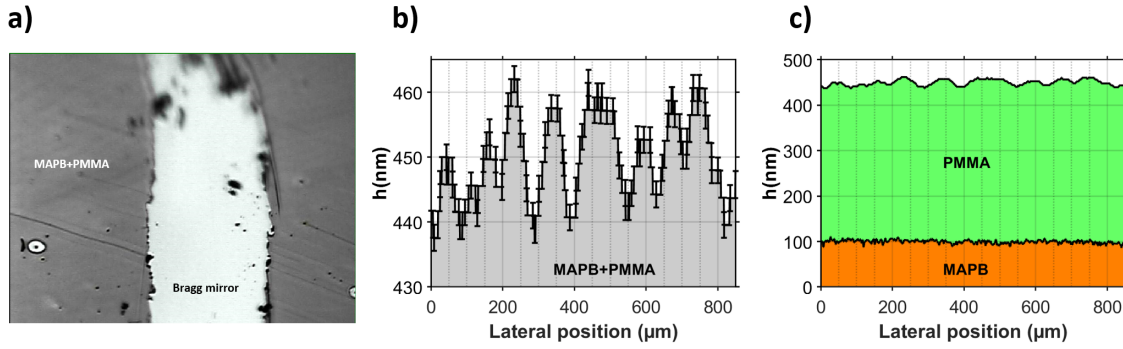 a)
MAPB+PMMA
Bragg mirror
b)
h(nm)
460
450
440
430
MAPB+PMMA
0 200 400 600 800
Lateral position (µm)
c)
h(nm)
500
400
300
200
100
0
PMMA
MAPB
0 200 400 600 800
Lateral position (µm)